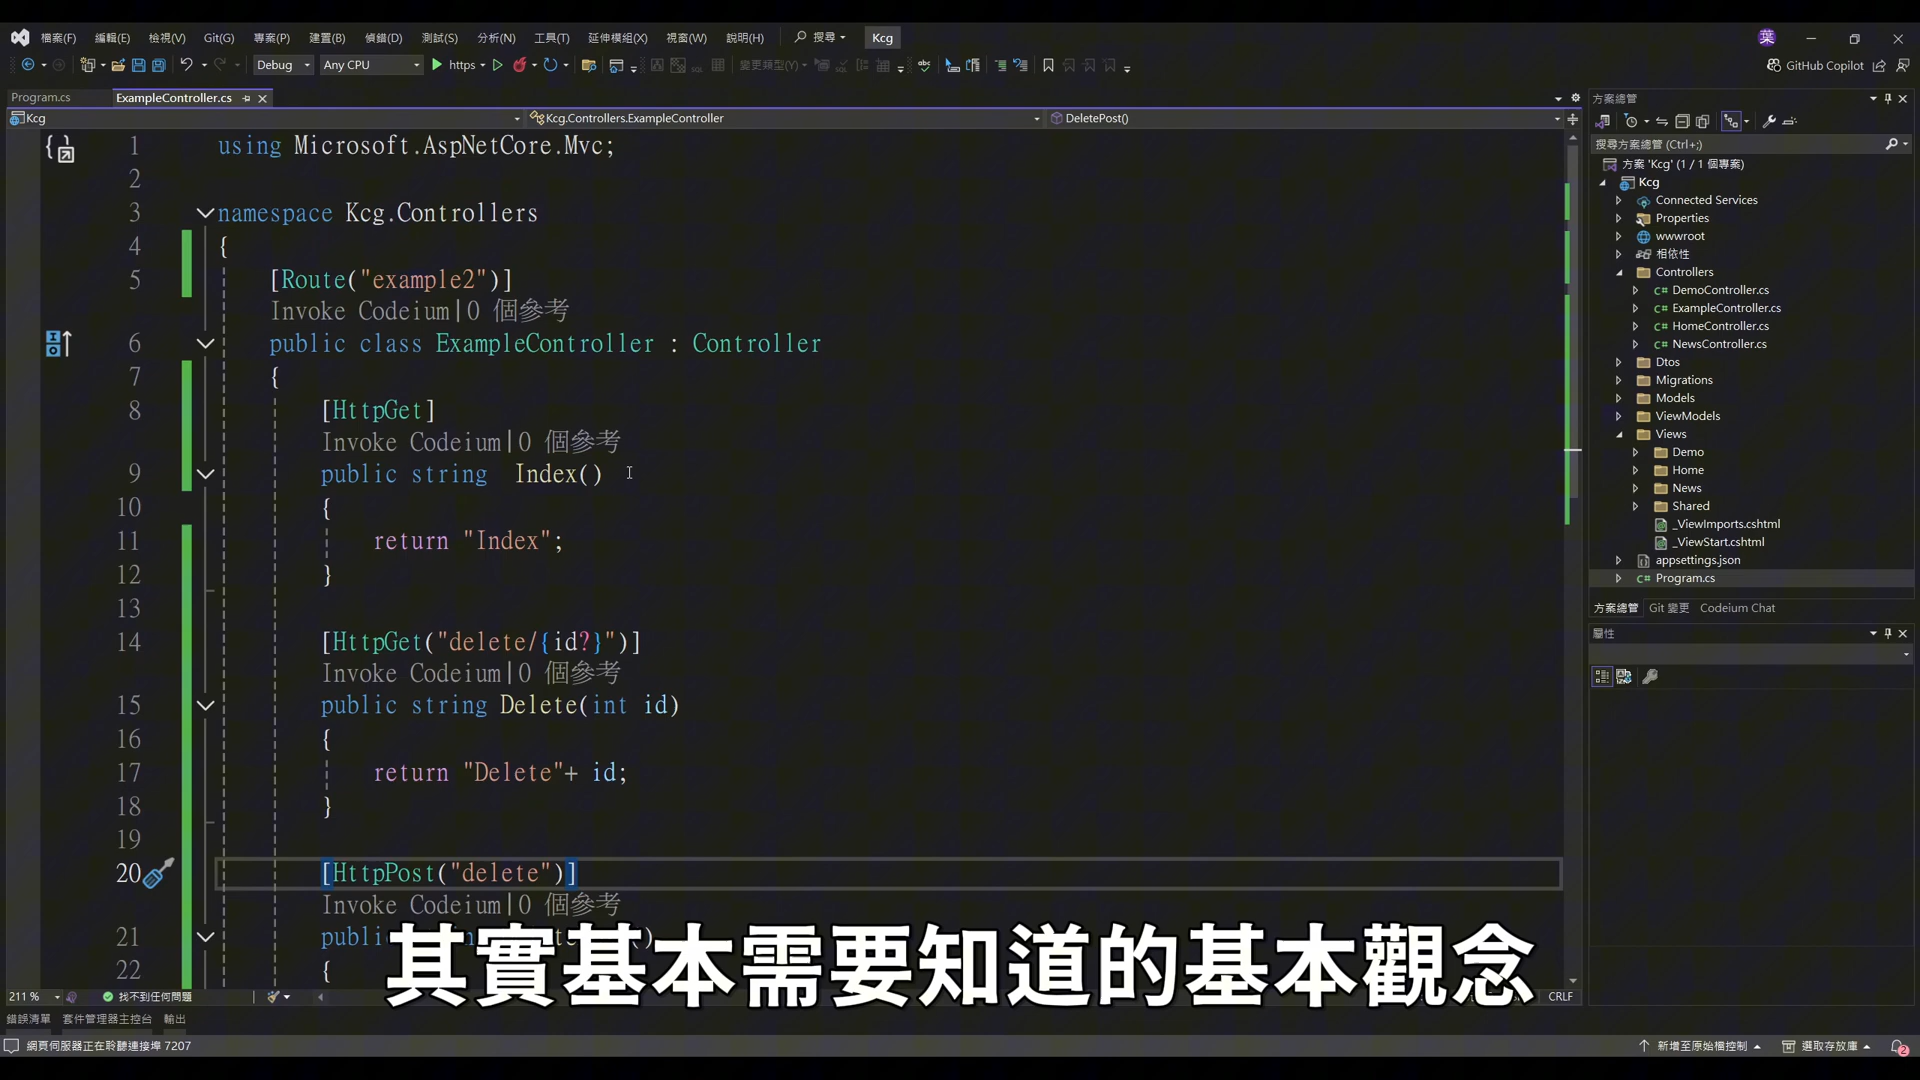 檔案(F) 編輯(E) 檢視(V) Git(G) 專案(P) 建置(B) 偵錯(D) 測試(S) 分析(N) 工具(T) 延伸模組(X) 視窗(W) 說明(H) 搜尋 Kcg 葉
Debug Any CPU https 變更類型(Y) GitHub Copilot
Program.cs ExampleController.cs
Kcg Kcg.Controllers.ExampleController DeletePost()
1 using Microsoft.AspNetCore.Mvc;
2
3 namespace Kcg.Controllers
4 {
5 [Route("example2")]
Invoke Codeium|0 個參考
6 public class ExampleController : Controller
7 {
8 [HttpGet]
Invoke Codeium|0 個參考
9 public string  Index()
10 {
11 return "Index";
12 }
13
14 [HttpGet("delete/{id?}")]
Invoke Codeium|0 個參考
15 public string Delete(int id)
16 {
17 return "Delete"+ id;
18 }
19
20 [HttpPost("delete")]
Invoke Codeium|0 個參考
21
22 {
其實基本需要知道的基本觀念
211 % 找不到任何問題 CRLF
錯誤清單 套件管理器主控台 輸出
網頁伺服器正在聆聽連接埠 7207 新增至原始檔控制 選取存放庫 2
方案總管
搜尋方案總管 (Ctrl+;)
方案 'Kcg' (1 / 1 個專案)
Kcg
Connected Services
Properties
wwwroot
相依性
Controllers
C# DemoController.cs
C# ExampleController.cs
C# HomeController.cs
C# NewsController.cs
Dtos
Migrations
Models
ViewModels
Views
Demo
Home
News
Shared
_ViewImports.cshtml
_ViewStart.cshtml
appsettings.json
C# Program.cs
方案總管 Git 變更 Codeium Chat
屬性